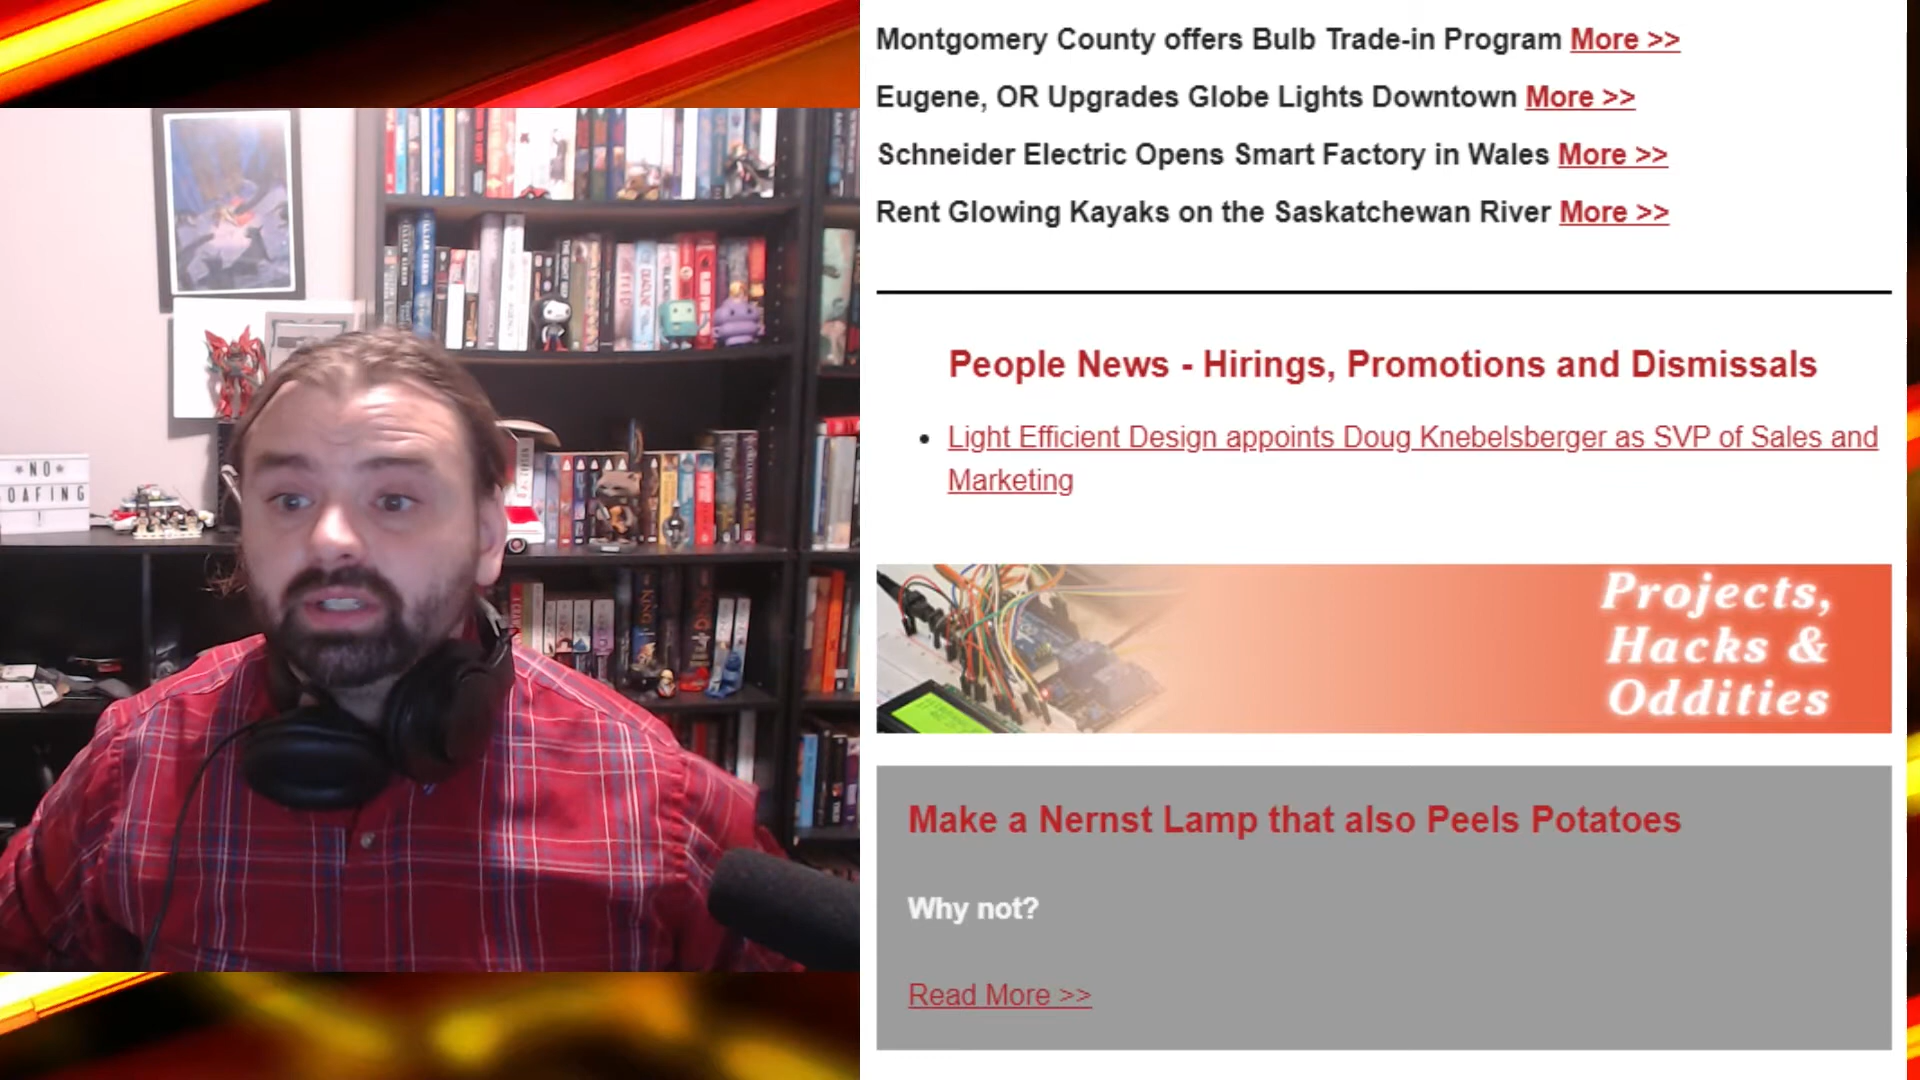 Montgomery County offers Bulb Trade-in Program More >>
Eugene, OR Upgrades Globe Lights Downtown More >>
Schneider Electric Opens Smart Factory in Wales More >>
Rent Glowing Kayaks on the Saskatchewan River More >>
People News - Hirings, Promotions and Dismissals
Light Efficient Design appoints Doug Knebelsberger as SVP of Sales and
Marketing
Projects,
Hacks &
Oddities
Make a Nernst Lamp that also Peels Potatoes
Why not?
Read More >>
*NO*
OAFING
!
FEED
DEADLINE
KING